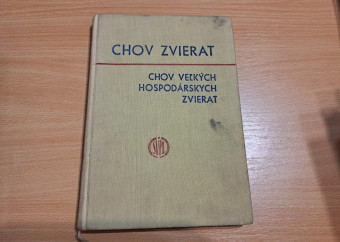 CHOV ZVIERAT
CHOV VEĽKÝCH
HOSPODÁRSKYCH
ZVIERAT